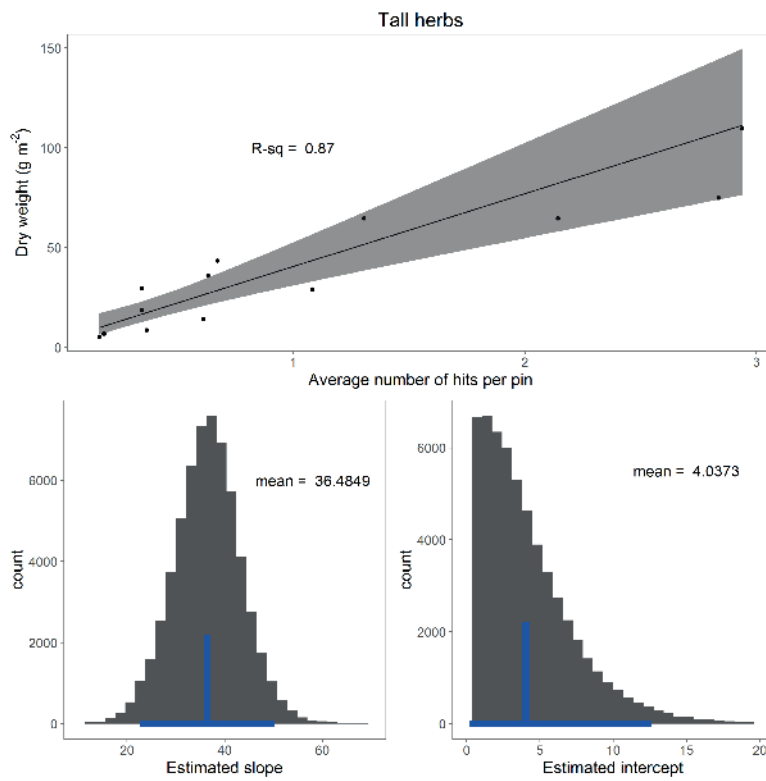 Tall herbs
150
100
50
0
Dry weight (g m-2)
R-sq = 0.87
1 2 3
Average number of hits per pin
6000
4000
2000
0
count
mean = 36.4849
20 40 60
Estimated slope
6000
4000
2000
0
count
mean = 4.0373
0 5 10 15 20
Estimated intercept